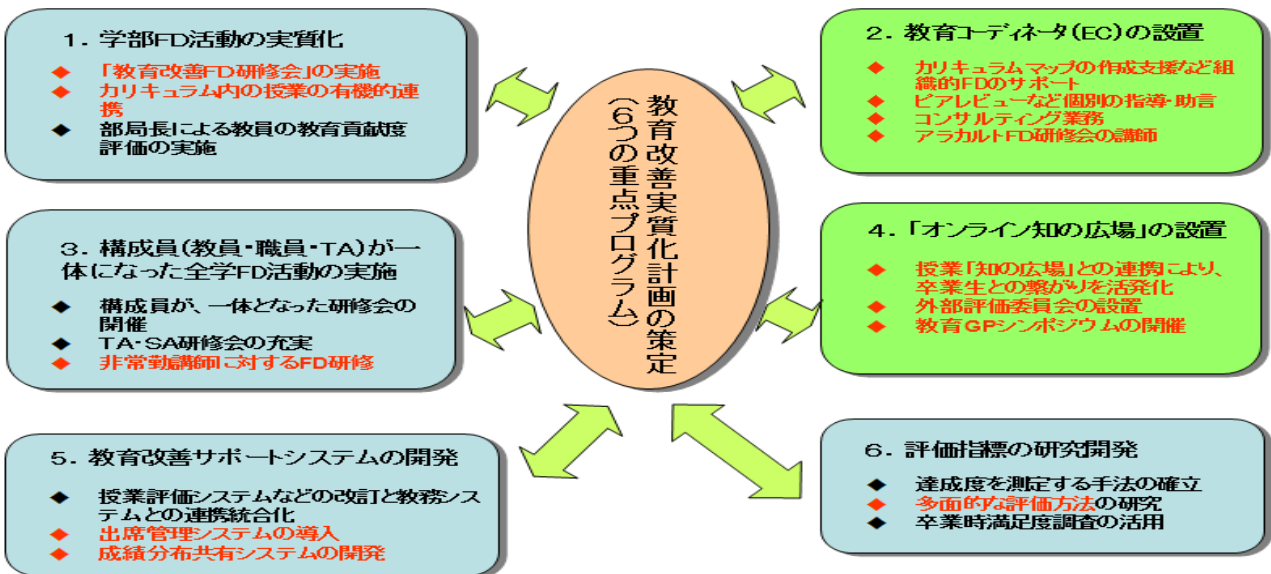 1. 学部FD活動の実質化
◆ 「教育改善FD研修会」の実施
◆ カリキュラム内の授業の有機的連
携
◆ 部局長による教員の教育貢献度
評価の実施
2. 教育コーディネータ(EC)の設置
◆ カリキュラムマップの作成支援など組
織的FDのサポート
◆ ピアレビューなど個別の指導・助言
◆ コンサルティング業務
◆ アラカルトFD研修会の講師
教育改善実質化計画の策定
(6つの重点プログラム)
3. 構成員(教員・職員・TA)が一
体になった全学FD活動の実施
◆ 構成員が、一体となった研修会の
開催
◆ TA・SA研修会の充実
◆ 非常勤講師に対するFD研修
4. 「オンライン知の広場」の設置
◆ 授業「知の広場」との連携により、
卒業生との繋がりを活発化
◆ 外部評価委員会の設置
◆ 教育GPシンポジウムの開催
5. 教育改善サポートシステムの開発
◆ 授業評価システムなどの改訂と教務シス
テムとの連携統合化
◆ 出席管理システムの導入
◆ 成績分布共有システムの開発
6. 評価指標の研究開発
◆ 達成度を測定する手法の確立
◆ 多面的な評価方法の研究
◆ 卒業時満足度調査の活用